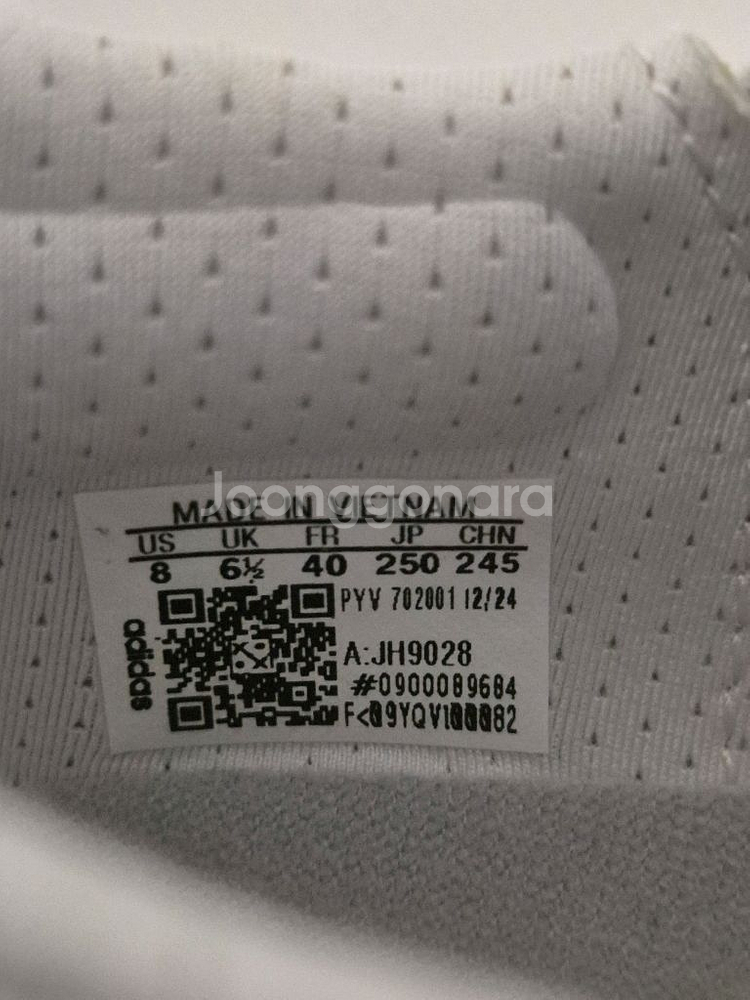 Joonggonara
MADE IN VIETNAM
US UK FR JP CHN
8 6½ 40 250 245
PYV 702001 12/24
A:JH9028
#0900089684
adidas